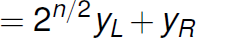 = 2^{n/2} y_L + y_R